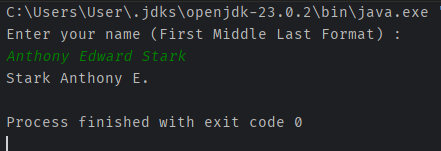 C:\Users\User\.jdks\openjdk-23.0.2\bin\java.exe
Enter your name (First Middle Last Format) :
Anthony Edward Stark
Stark Anthony E.
Process finished with exit code 0